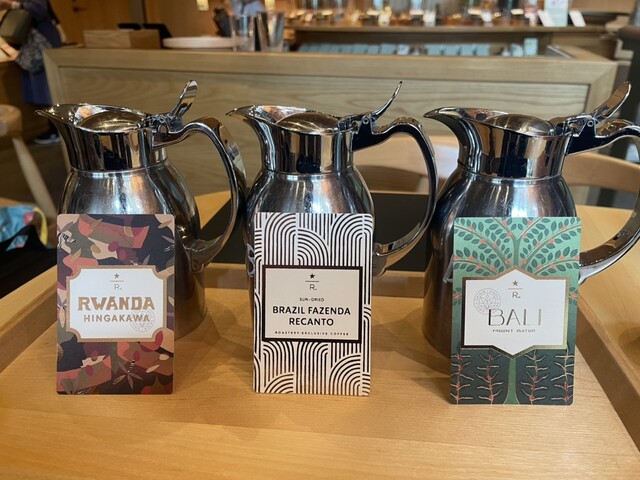 R.
RWANDA
HINGAKAWA
R.
SUN-DRIED
BRAZIL FAZENDA
RECANTO
ROASTERY EXCLUSIVE COFFEE
R.
BALI
MOUNT BATUR